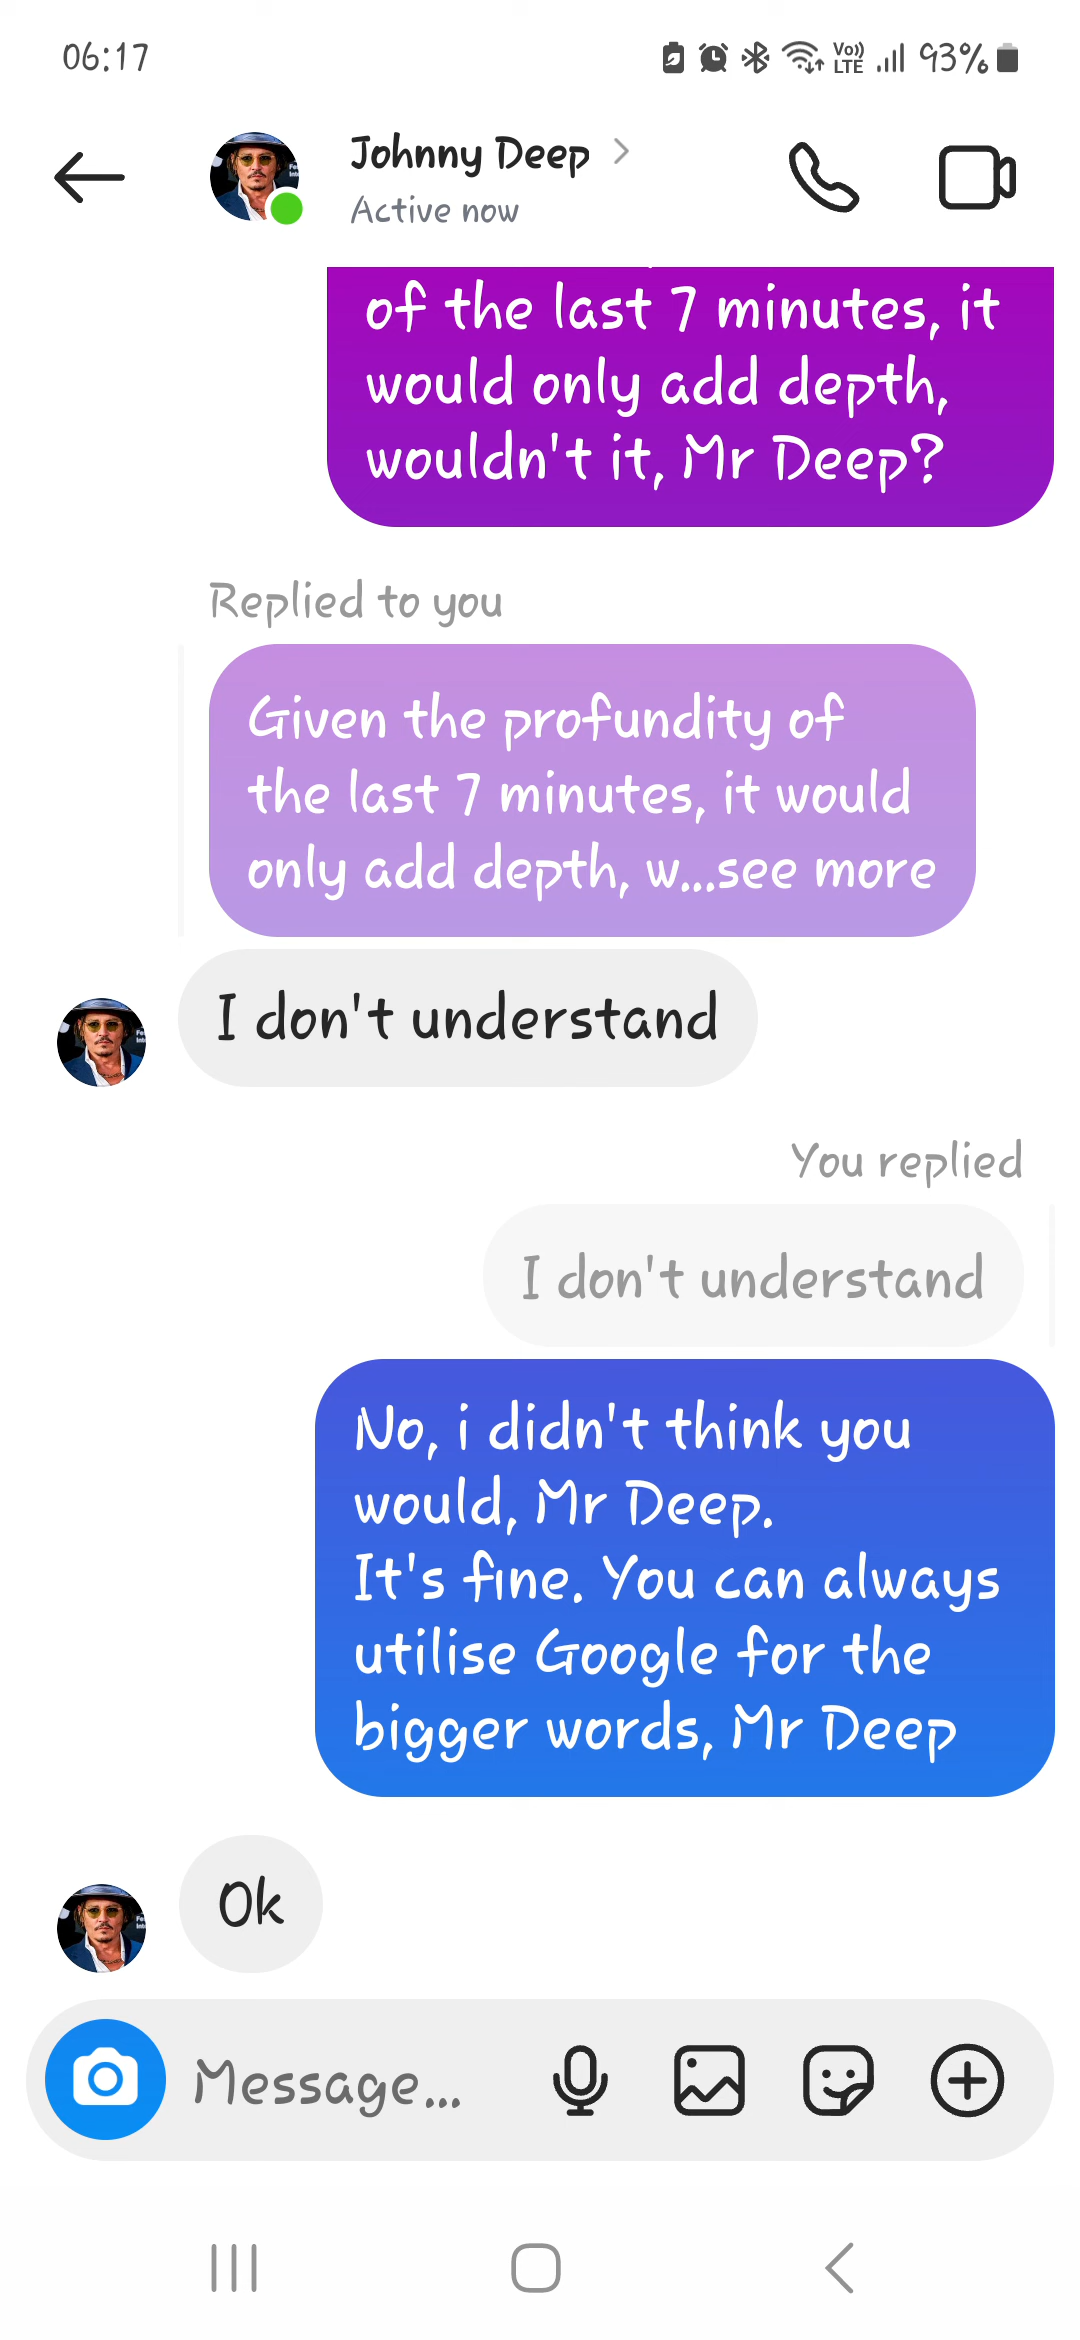 06:17
Vo)) LTE
93%
Johnny Deep
Active now
of the last 7 minutes, it
would only add depth,
wouldn't it, Mr Deep?
Replied to you
Given the profundity of
the last 7 minutes, it would
only add depth, w...see more
I don't understand
You replied
I don't understand
No, i didn't think you
would, Mr Deep.
It's fine. You can always
utilise Google for the
bigger words, Mr Deep
Ok
Message...